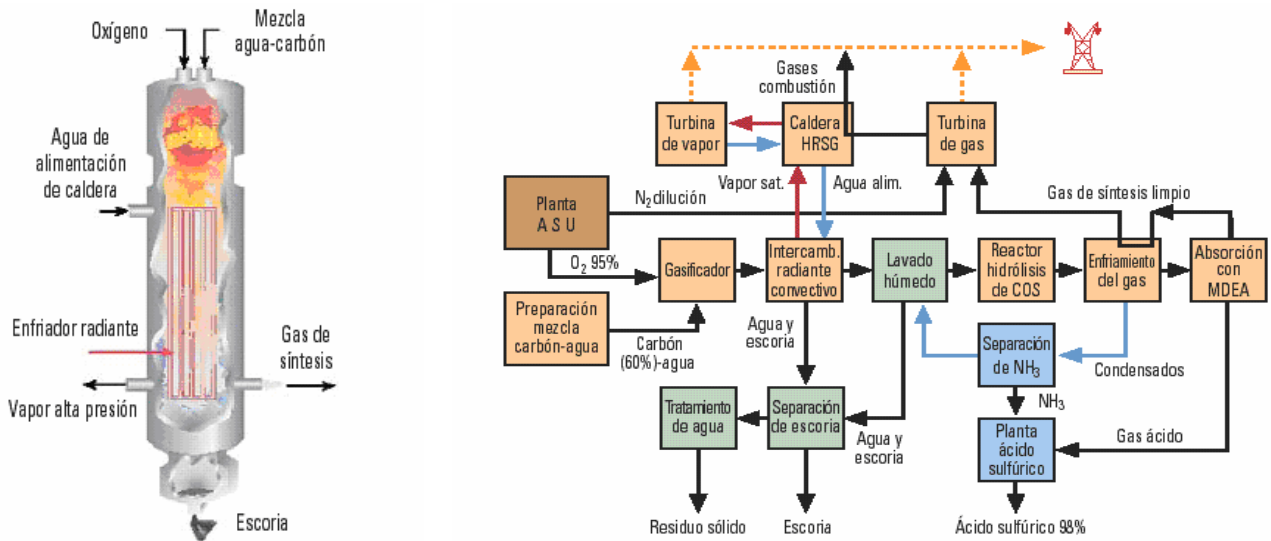 Oxígeno
Mezcla
agua-carbón
Agua de
alimentación
de caldera
Enfriador radiante
Vapor alta presión
Gas de
síntesis
Escoria
Gases
combustión
Turbina
de vapor
Caldera
HRSG
Turbina
de gas
Vapor sat.
Agua alim.
Planta
A S U
N2 dilución
Gas de síntesis limpio
O2 95%
Gasificador
Intercamb.
radiante
convectivo
Lavado
húmedo
Reactor
hidrólisis
de COS
Enfriamiento
del gas
Absorción
con
MDEA
Preparación
mezcla
carbón-agua
Carbón
(60%)-agua
Agua y
escoria
Separación
de NH3
Condensados
NH3
Tratamiento
de agua
Separación
de escoria
Agua y
escoria
Planta
ácido
sulfúrico
Gas ácido
Residuo sólido
Escoria
Ácido sulfúrico 98%